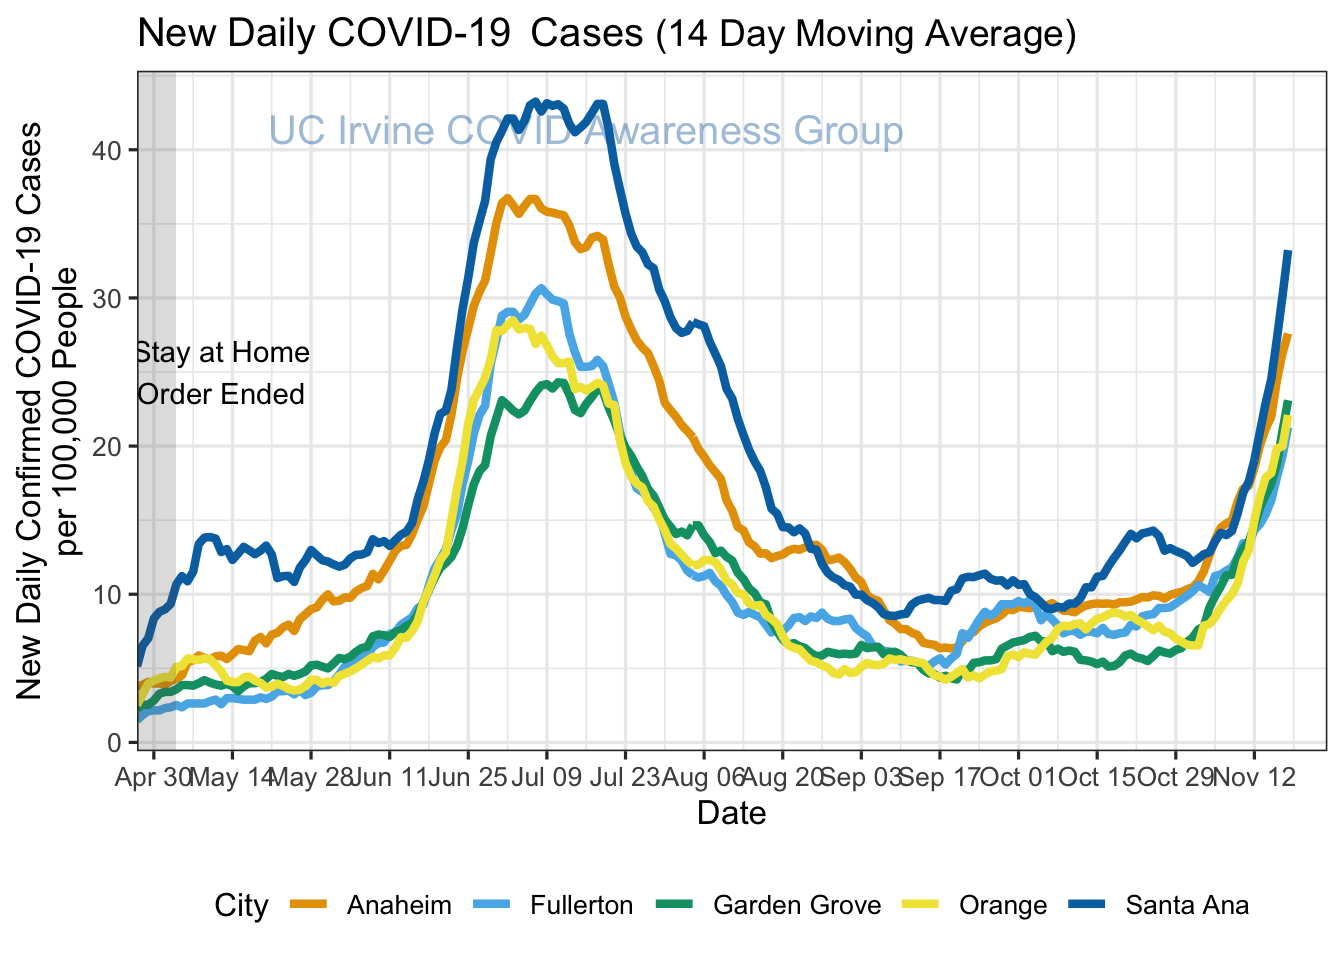 New Daily COVID-19 Cases (14 Day Moving Average)
UC Irvine COVID Awareness Group
New Daily Confirmed COVID-19 Cases
per 100,000 People
40
30
20
10
0
Stay at Home
Order Ended
Apr 30 May 14 May 28 Jun 11 Jun 25 Jul 09 Jul 23 Aug 06 Aug 20 Sep 03 Sep 17 Oct 01 Oct 15 Oct 29 Nov 12
Date
City Anaheim Fullerton Garden Grove Orange Santa Ana